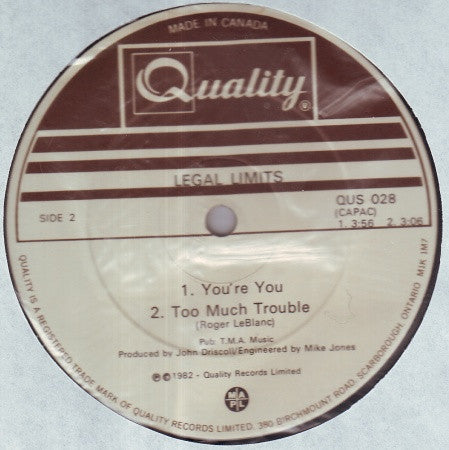 MADE IN CANADA
Quality
®
LEGAL LIMITS
SIDE 2
QUS 028
(CAPAC)
1. 3:56 2. 3:06
1. You're You
2. Too Much Trouble
(Roger LeBlanc)
Pub. T.M.A. Music
Produced by John Driscoll/Engineered by Mike Jones
℗©1982 - Quality Records Limited
MAPL
QUALITY IS A REGISTERED TRADE MARK OF QUALITY RECORDS LIMITED, 380 BIRCHMOUNT ROAD, SCARBOROUGH, ONTARIO M1K 1M7